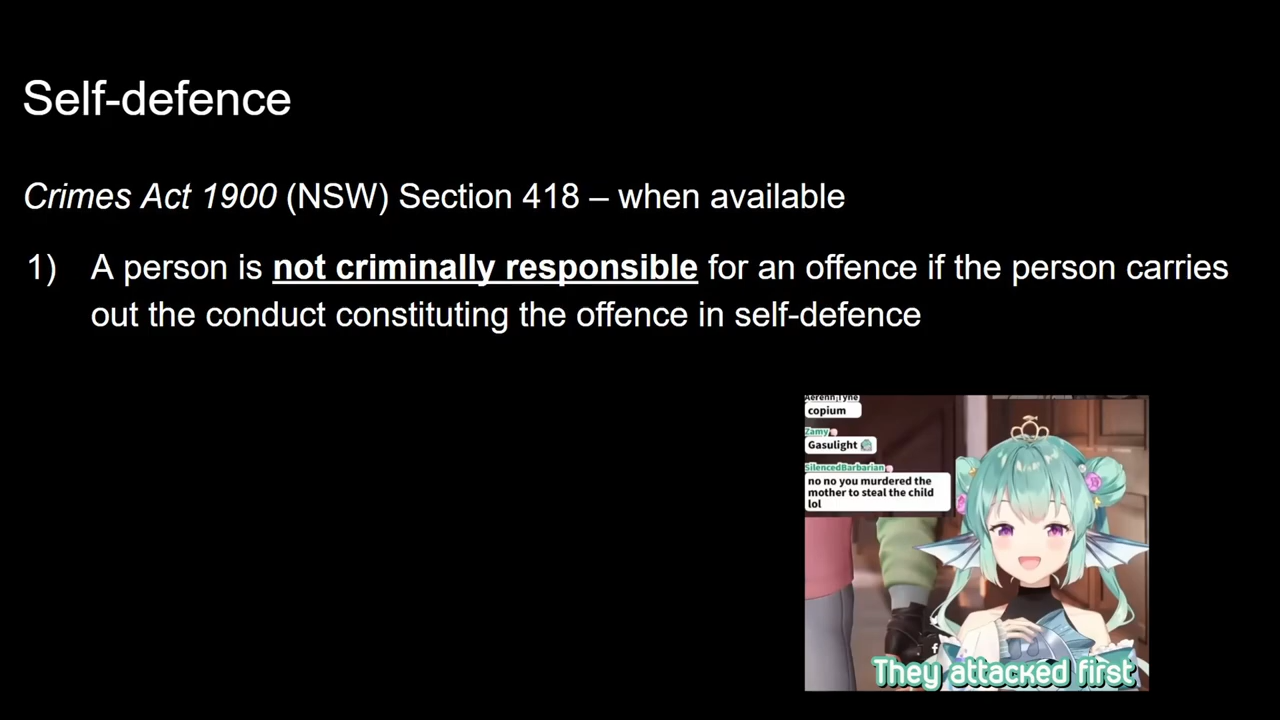 Self-defence
Crimes Act 1900 (NSW) Section 418 – when available
1) A person is not criminally responsible for an offence if the person carries
out the conduct constituting the offence in self-defence
Aerenn Tyne
copium
Zamy
Gasulight
SilencedBarbarian
no no you murdered the
mother to steal the child
lol
They attacked first